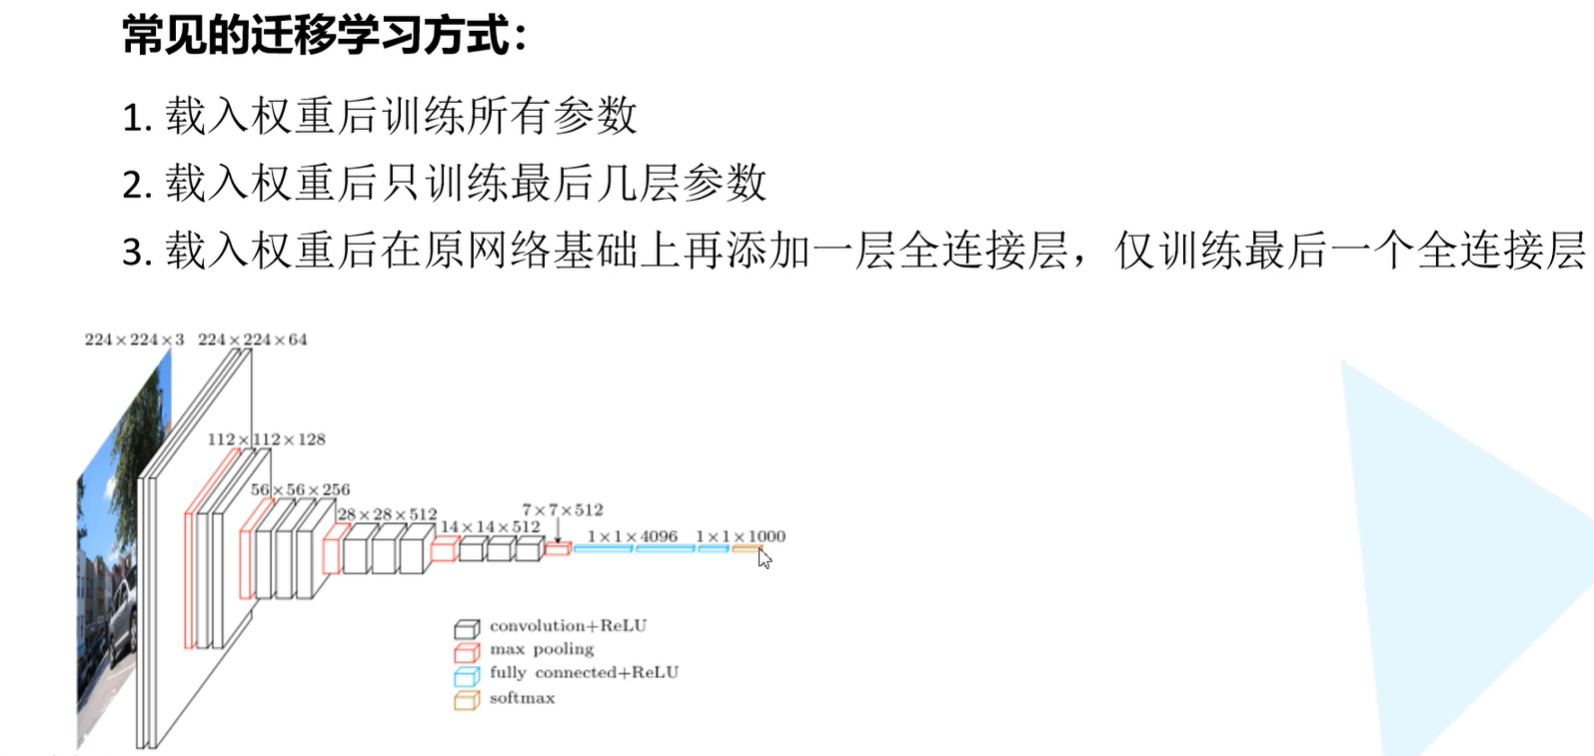 常见的迁移学习方式：
1. 载入权重后训练所有参数
2. 载入权重后只训练最后几层参数
3. 载入权重后在原网络基础上再添加一层全连接层，仅训练最后一个全连接层
224×224×3 224×224×64
112×112×128
56×56×256
28×28×512
14×14×512
7×7×512
1×1×4096 1×1×1000
convolution+ReLU
max pooling
fully connected+ReLU
softmax